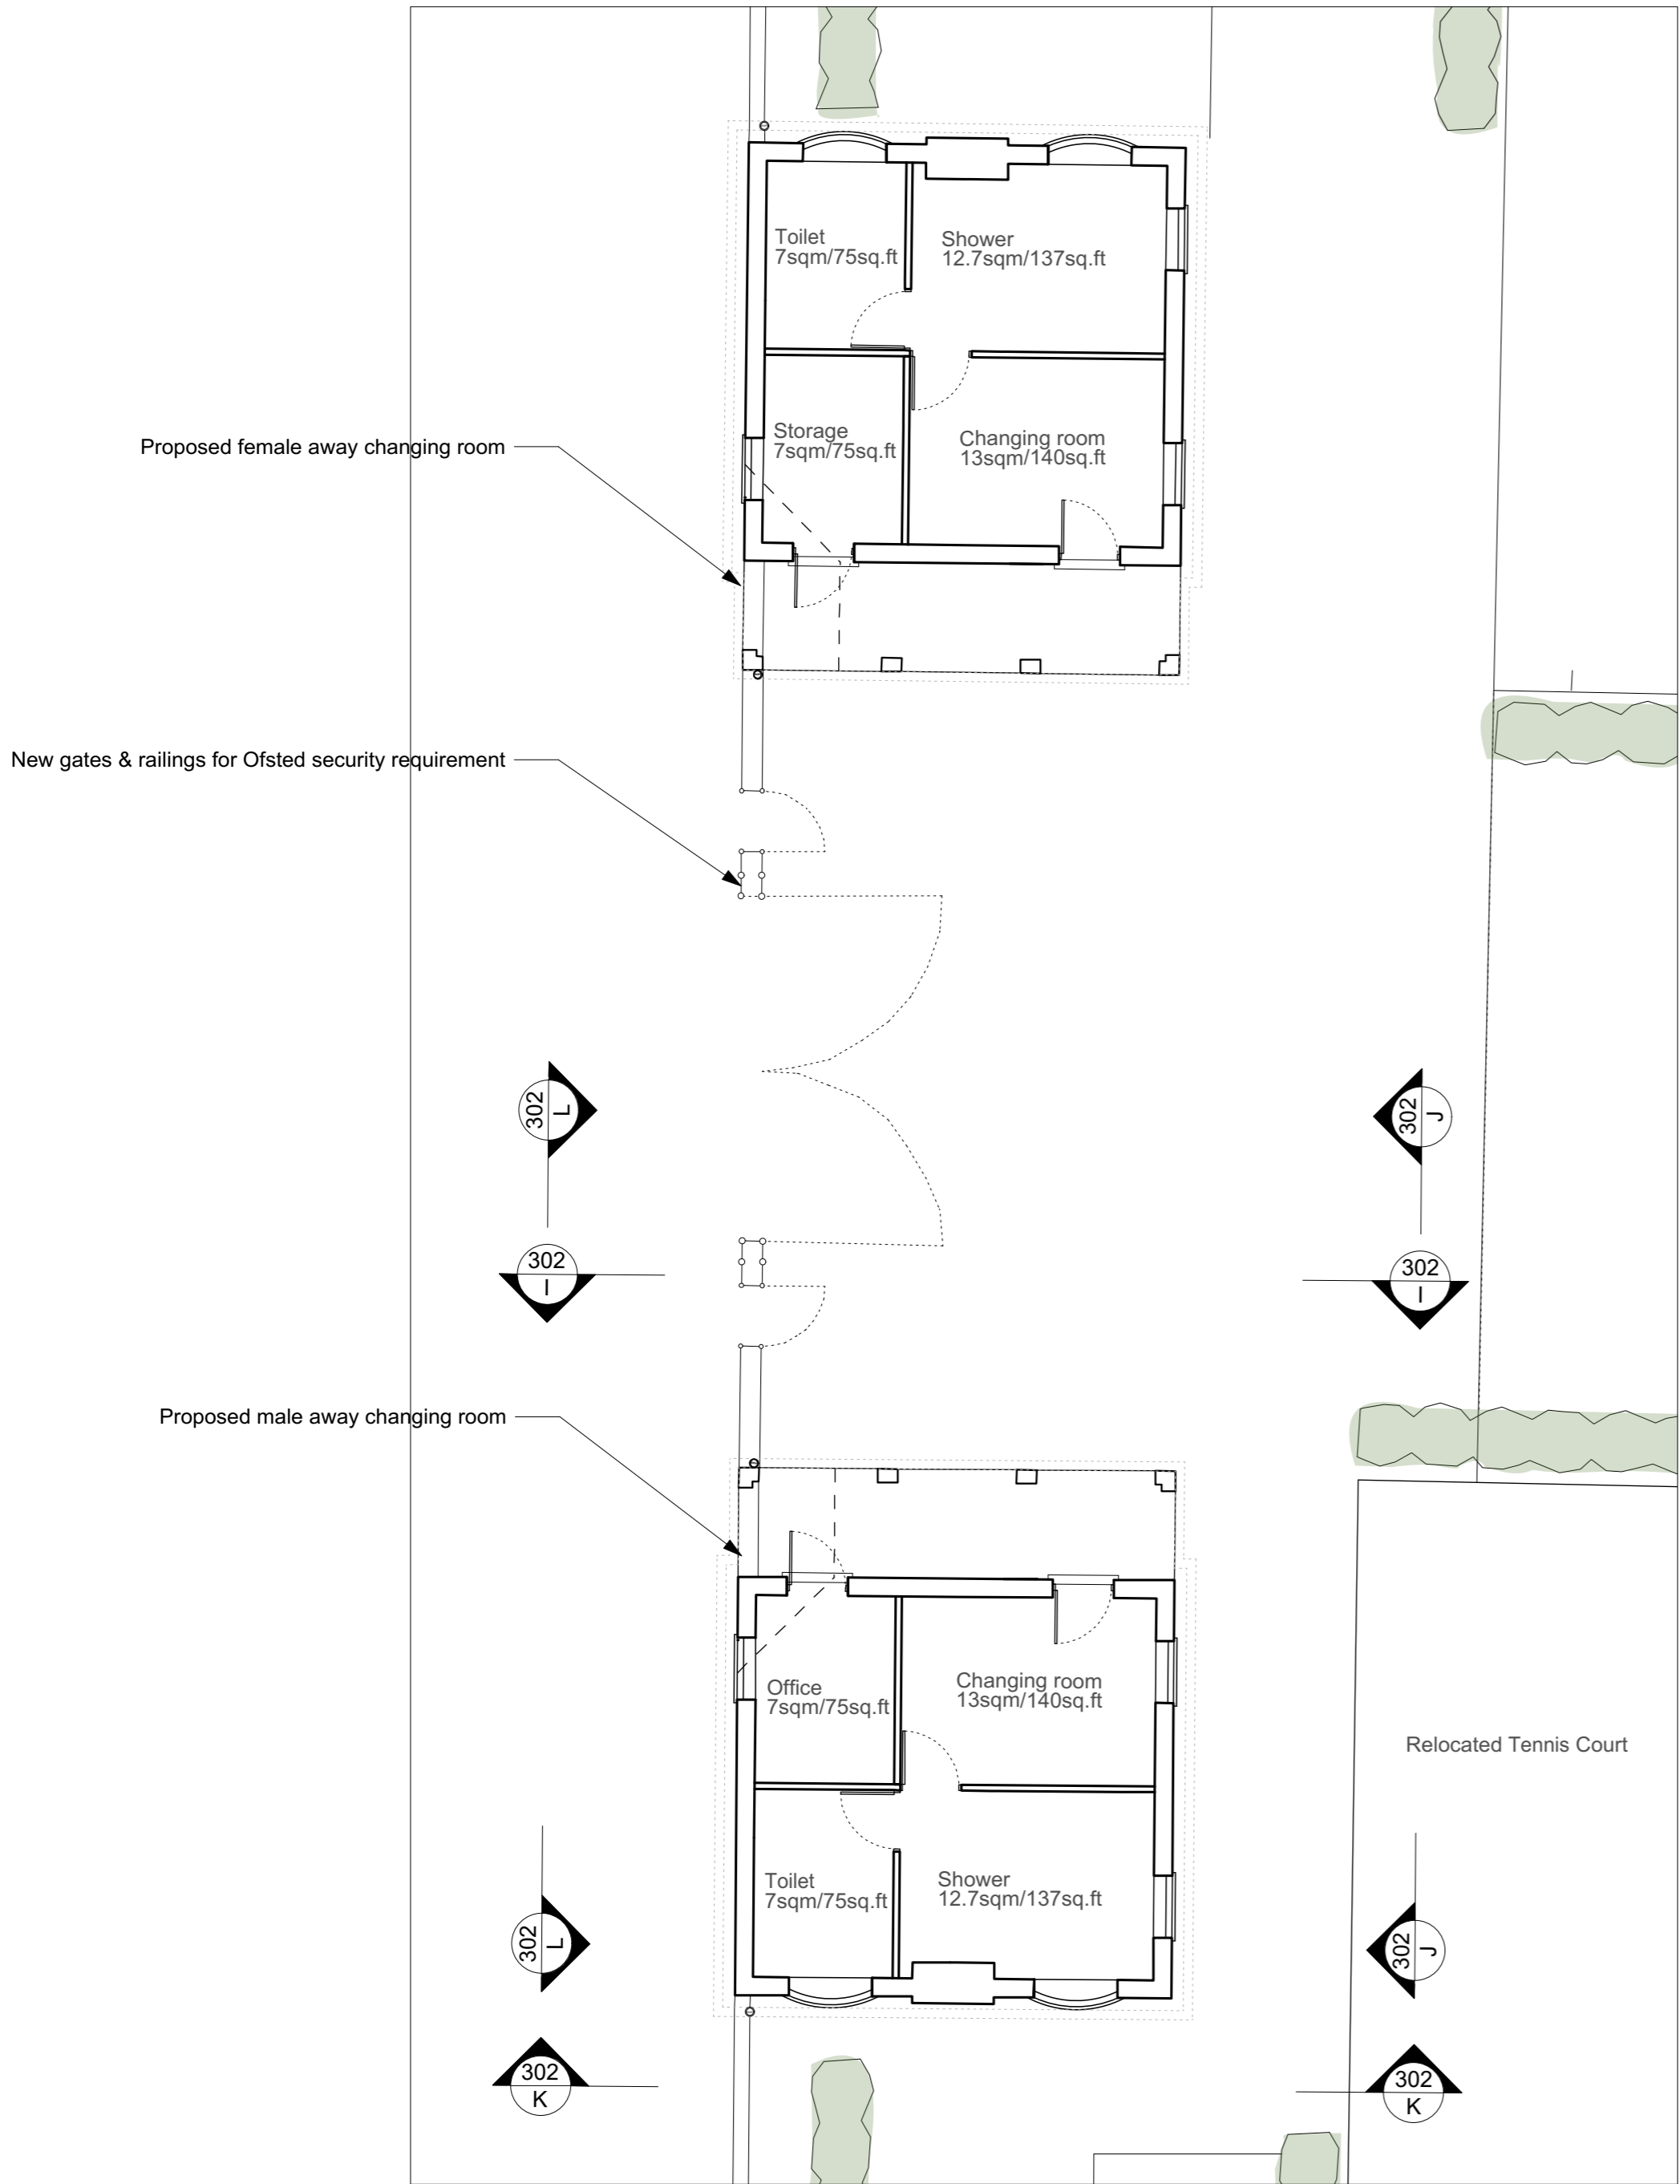 Toilet
7sqm/75sq.ft
Shower
12.7sqm/137sq.ft
Proposed female away changing room
Storage
7sqm/75sq.ft
Changing room
13sqm/140sq.ft
New gates & railings for Ofsted security requirement
302
L
302
J
302
I
302
I
Proposed male away changing room
Office
7sqm/75sq.ft
Changing room
13sqm/140sq.ft
Relocated Tennis Court
Toilet
7sqm/75sq.ft
Shower
12.7sqm/137sq.ft
302
L
302
J
302
K
302
K